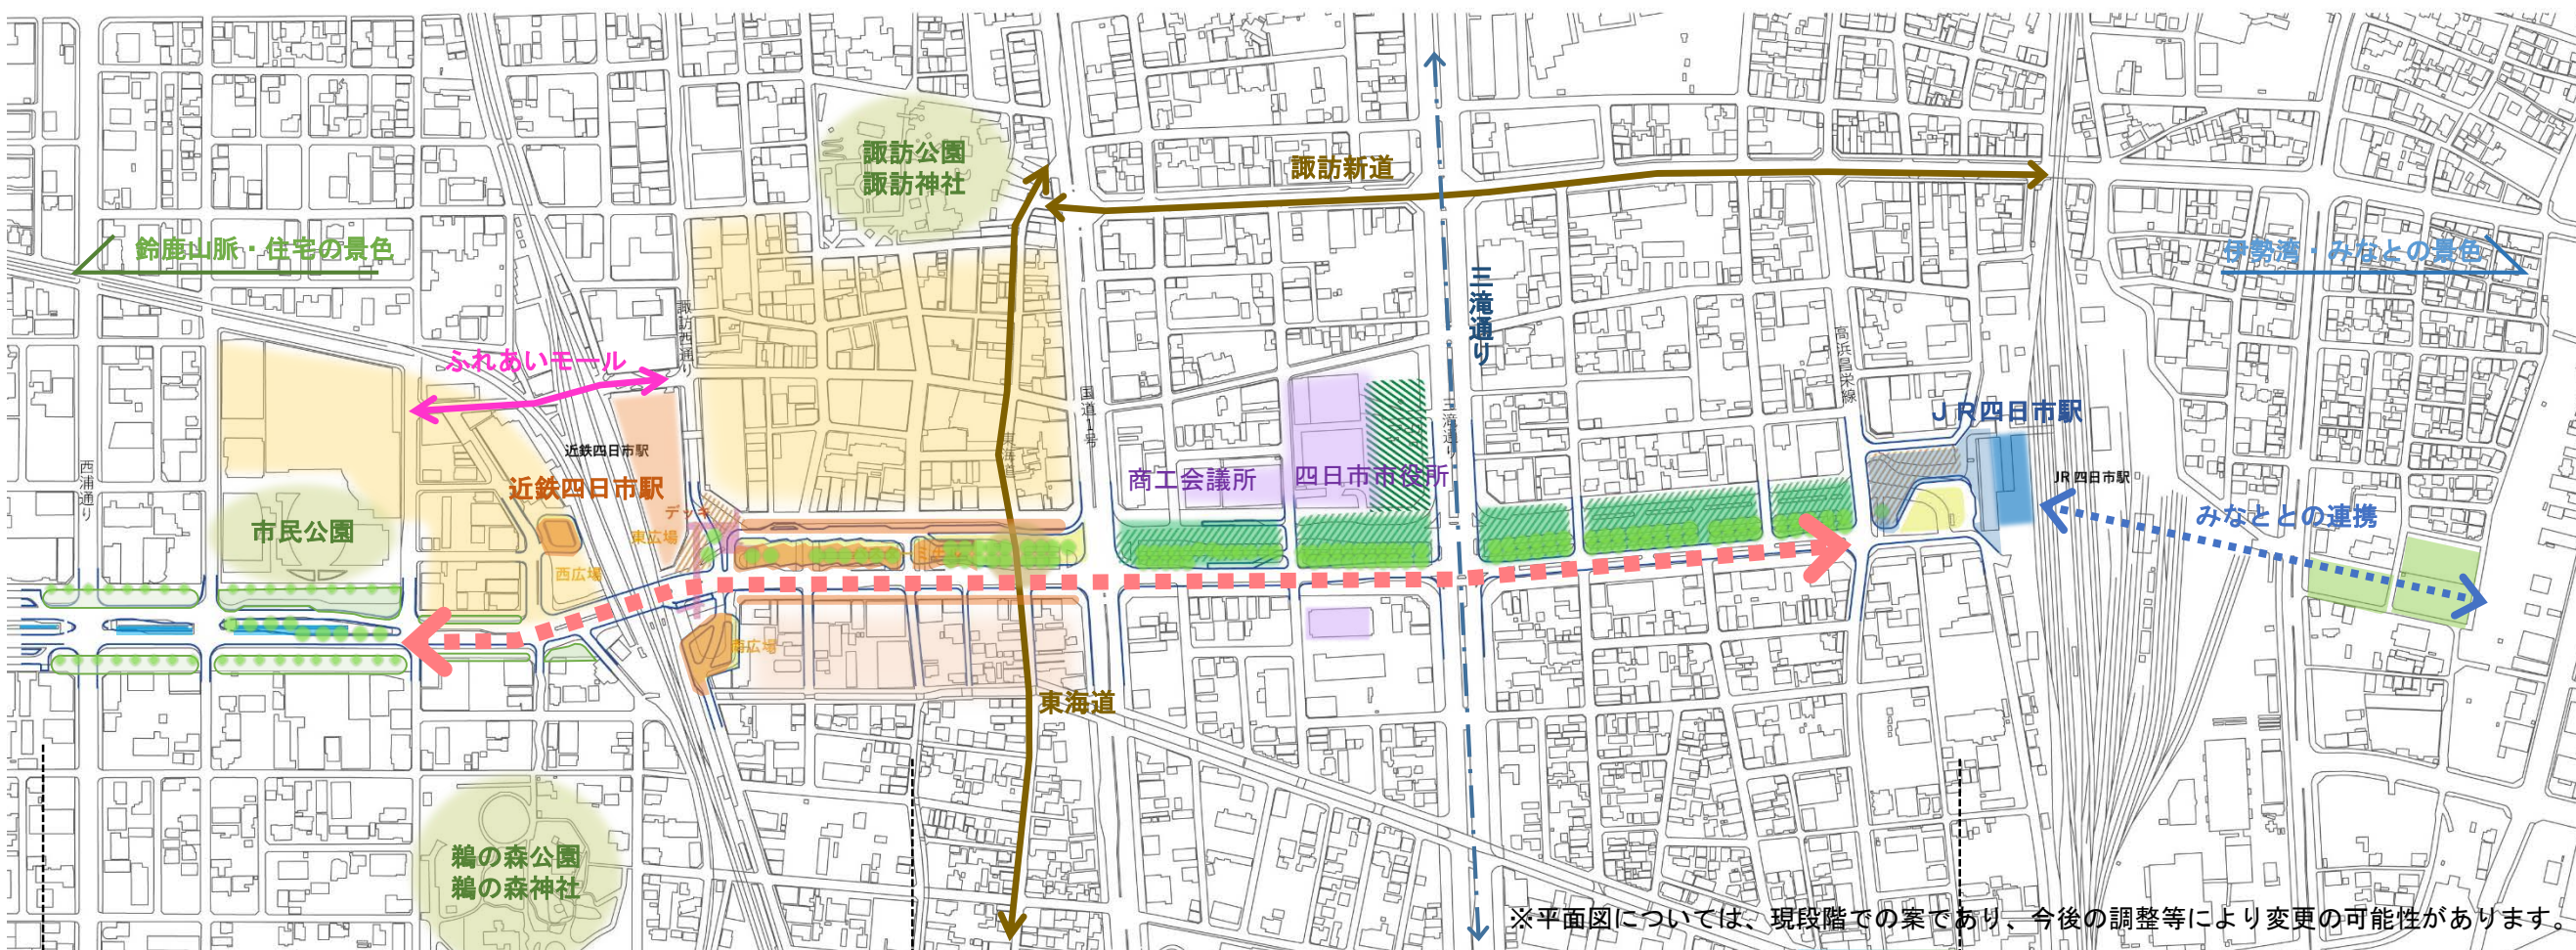 諏訪公園
諏訪神社
諏訪新道
鈴鹿山脈・住宅の景色
伊勢湾・みなとの景色
三滝通り
諏訪西通り
ふれあいモール
高浜昌栄線
国道1号
JR四日市駅
三滝通り
東海道
近鉄四日市駅
西浦通り
商工会議所
四日市市役所
JR 四日市駅
近鉄四日市駅
デッキ
みなととの連携
市民公園
東広場
西広場
南広場
東海道
鵜の森公園
鵜の森神社
※平面図については、現段階での案であり、今後の調整等により変更の可能性があります。